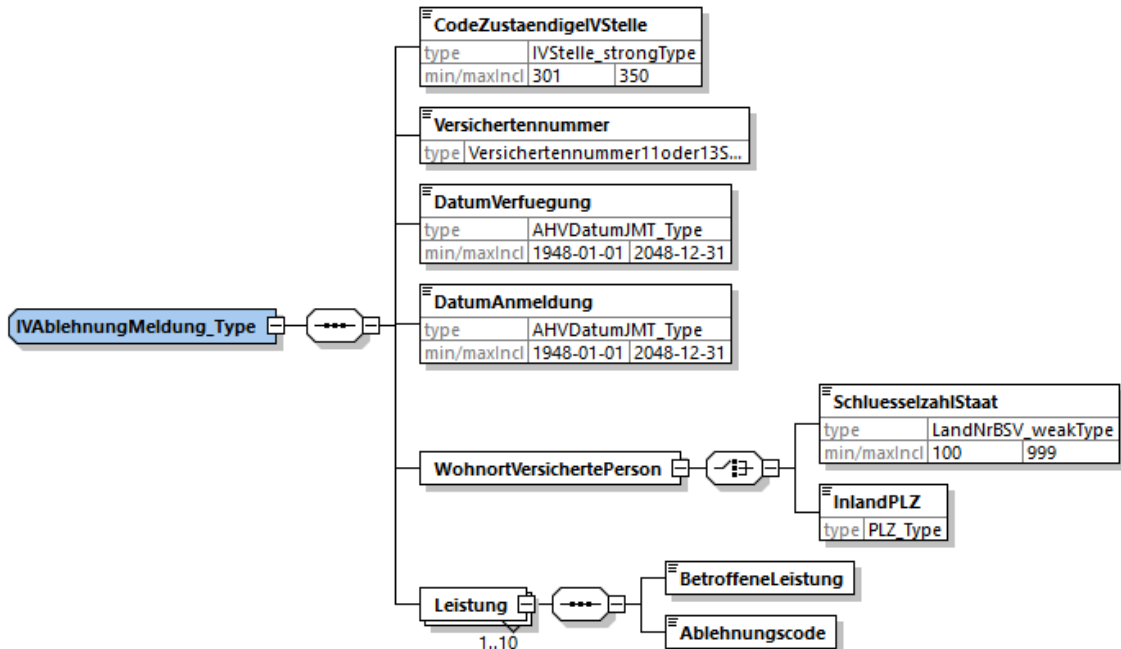 CodeZustaendigeIVStelle
type IVStelle_strongType
min/maxIncl 301 350
Versichertennummer
type Versichertennummer11oder13S...
DatumVerfuegung
type AHVDatumJMT_Type
min/maxIncl 1948-01-01 2048-12-31
IVAblehnungMeldung_Type
DatumAnmeldung
type AHVDatumJMT_Type
min/maxIncl 1948-01-01 2048-12-31
WohnortVersichertePerson
SchluesselzahlStaat
type LandNrBSV_weakType
min/maxIncl 100 999
InlandPLZ
type PLZ_Type
Leistung
1..10
BetroffeneLeistung
Ablehnungscode